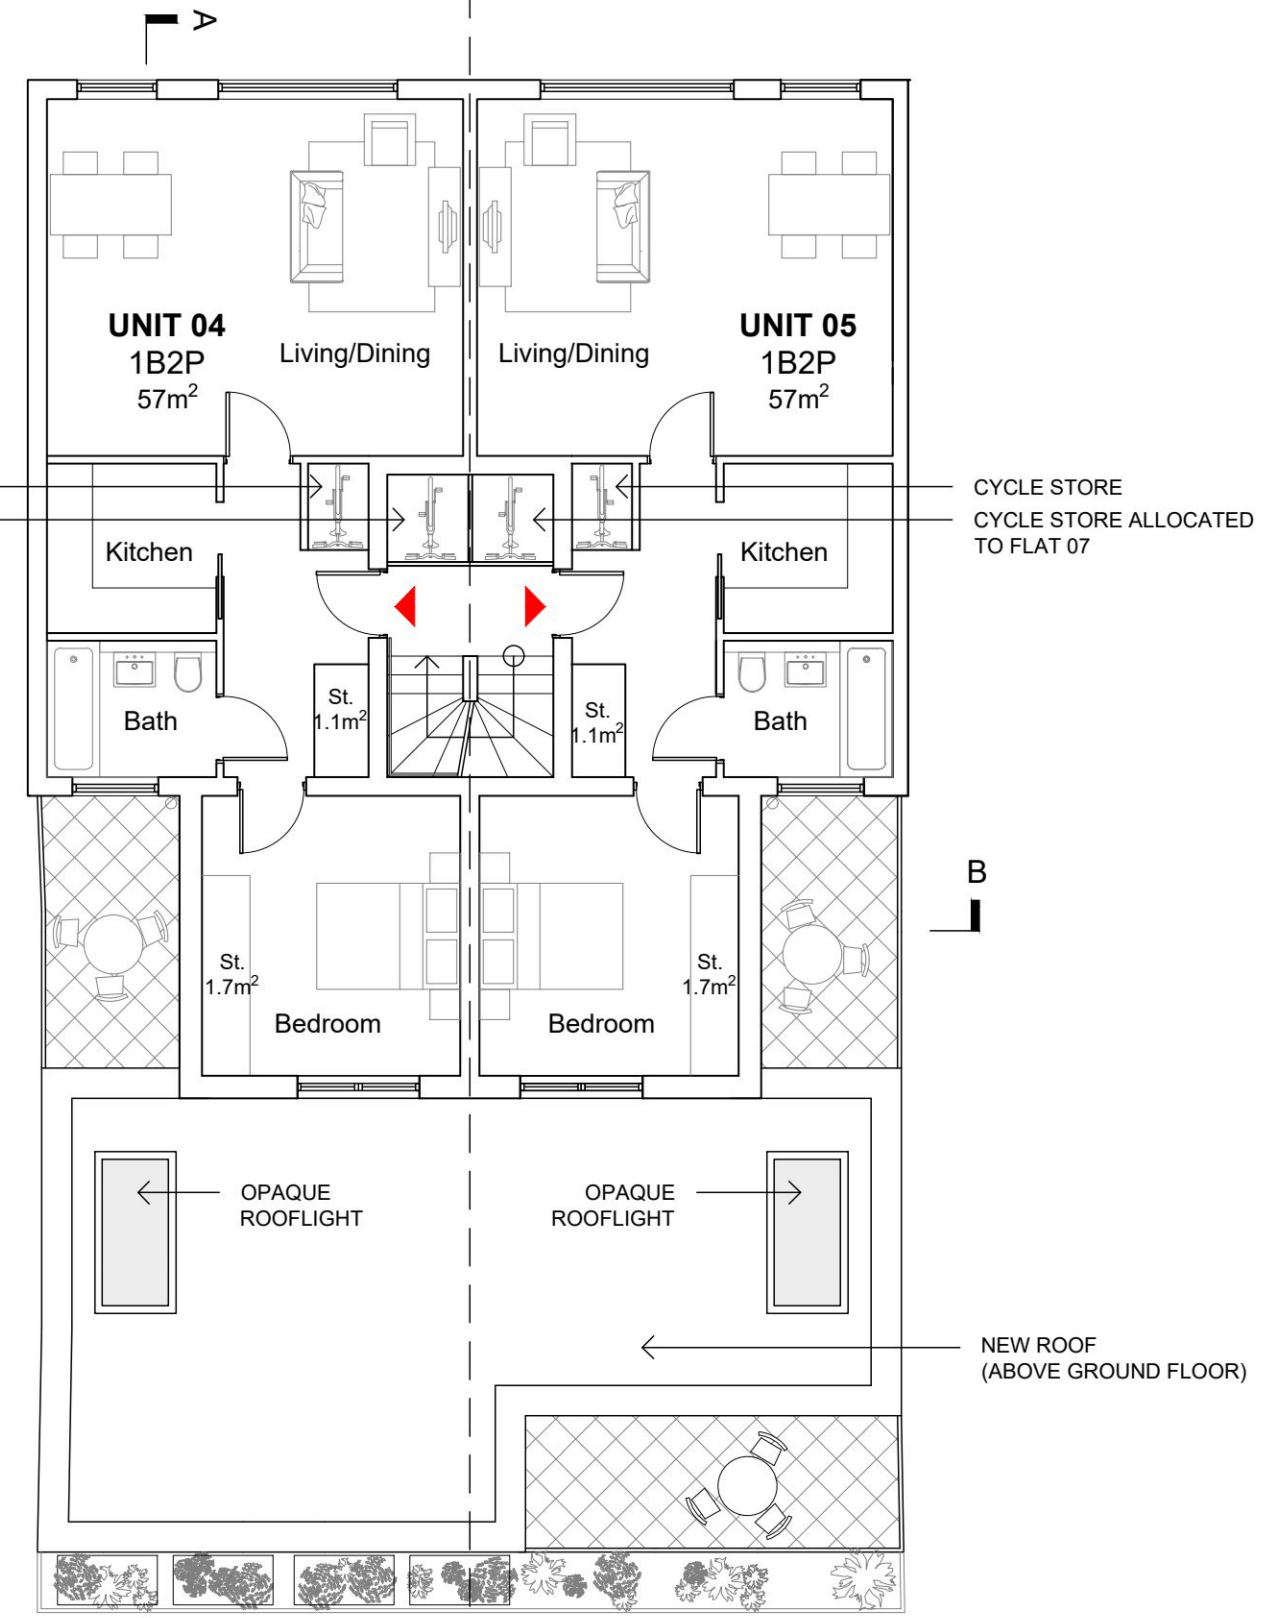 A
UNIT 04
1B2P
57m²
Living/Dining
Living/Dining
UNIT 05
1B2P
57m²
CYCLE STORE
CYCLE STORE ALLOCATED
TO FLAT 07
Kitchen
Kitchen
St.
1.1m²
St.
1.1m²
Bath
Bath
B
St.
1.7m²
St.
1.7m²
Bedroom
Bedroom
OPAQUE
ROOFLIGHT
OPAQUE
ROOFLIGHT
NEW ROOF
(ABOVE GROUND FLOOR)